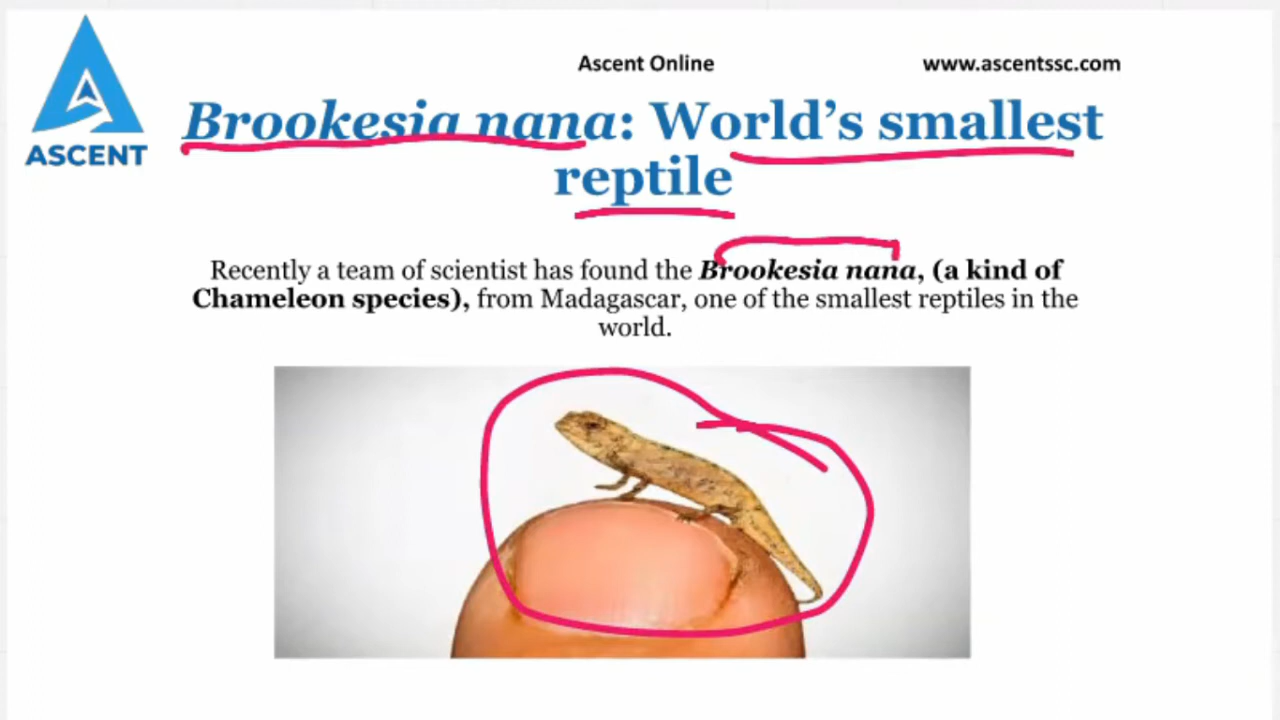 ASCENT
Ascent Online
www.ascentssc.com
Brookesia nana: World's smallest
reptile
Recently a team of scientist has found the Brookesia nana, (a kind of
Chameleon species), from Madagascar, one of the smallest reptiles in the
world.